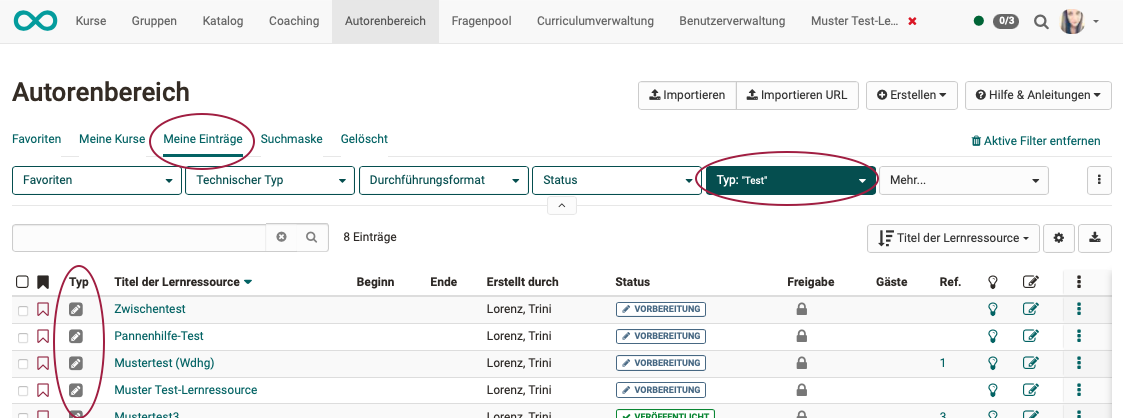 Kurse Gruppen Katalog Coaching Autorenbereich Fragenpool Curriculumverwaltung Benutzerverwaltung Muster Test-Le... 0/3
Autorenbereich
Importieren Importieren URL Erstellen Hilfe & Anleitungen
Favoriten Meine Kurse Meine Einträge Suchmaske Gelöscht Aktive Filter entfernen
Favoriten Technischer Typ Durchführungsformat Status Typ: "Test" Mehr...
8 Einträge Titel der Lernressource
Typ Titel der Lernressource Beginn Ende Erstellt durch Status Freigabe Gäste Ref.
Zwischentest Lorenz, Trini VORBEREITUNG
Pannenhilfe-Test Lorenz, Trini VORBEREITUNG
Mustertest (Wdhg) Lorenz, Trini VORBEREITUNG 1
Muster Test-Lernressource Lorenz, Trini VORBEREITUNG
Mustertest3 Lorenz, Trini VERÖFFENTLICHT 3